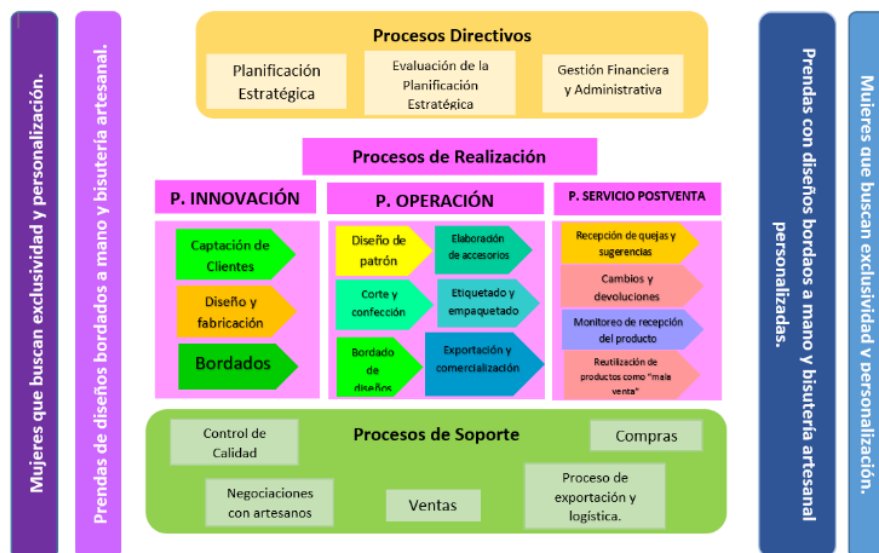 Mujeres que buscan exclusividad y personalización.
Prendas de diseños bordados a mano y bisutería artesanal.
Procesos Directivos
Planificación
Estratégica
Evaluación de la
Planificación
Estratégica
Gestión Financiera
y Administrativa
Procesos de Realización
P. INNOVACIÓN
Captación de
Clientes
Diseño y
fabricación
Bordados
P. OPERACIÓN
Diseño de
patrón
Elaboración
de accesorios
Corte y
confección
Etiquetado y
empaquetado
Bordado
de
diseños
Exportación y
comercialización
P. SERVICIO POSTVENTA
Recepción de quejas y
sugerencias
Cambios y
devoluciones
Monitoreo de recepción
del producto
Reutilización de
productos como "mala
venta"
Procesos de Soporte
Control de
Calidad
Compras
Negociaciones
con artesanos
Ventas
Proceso de
exportación y
logística.
Prendas con diseños bordaos a mano y bisutería artesanal
personalizadas.
Mujeres que buscan exclusividad y personalización.